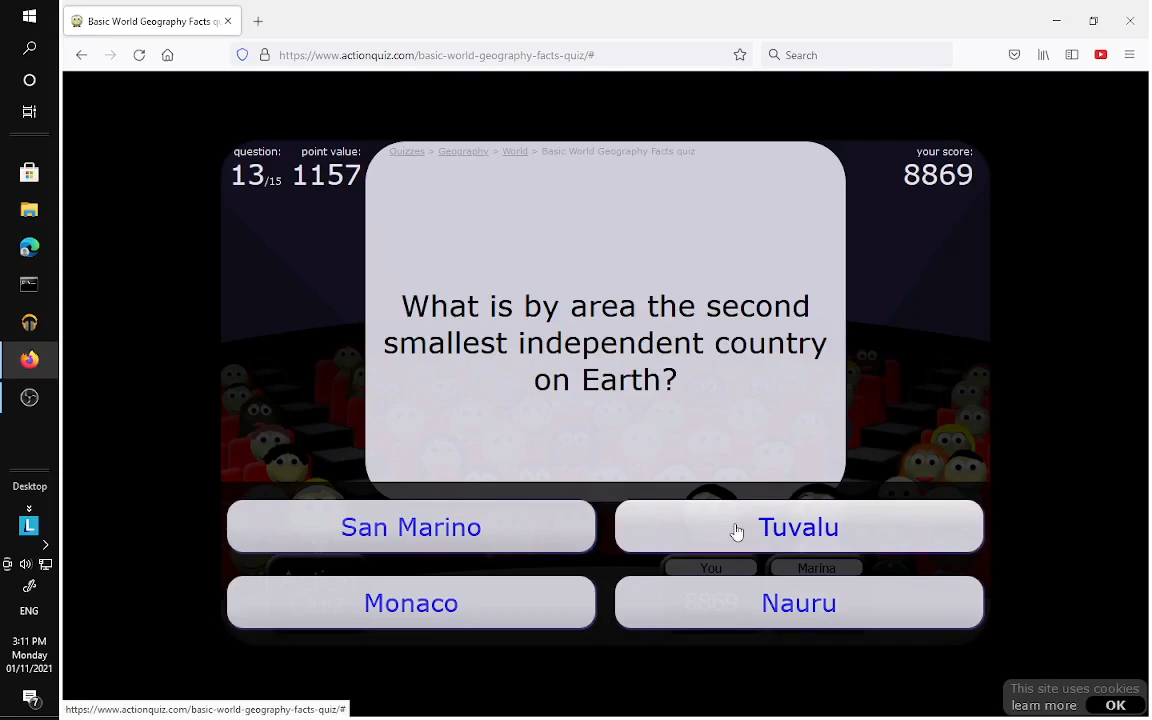 Basic World Geography Facts qu
https://www.actionquiz.com/basic-world-geography-facts-quiz/#
Search
question:
13/15
point value:
1157
Quizzes > Geography > World > Basic World Geography Facts quiz
your score:
8869
What is by area the second
smallest independent country
on Earth?
San Marino
Tuvalu
You
Marina
Monaco
8869
Nauru
Desktop
L
ENG
3:11 PM
Monday
01/11/2021
7
https://www.actionquiz.com/basic-world-geography-facts-quiz/#
This site uses cookies
learn more
OK